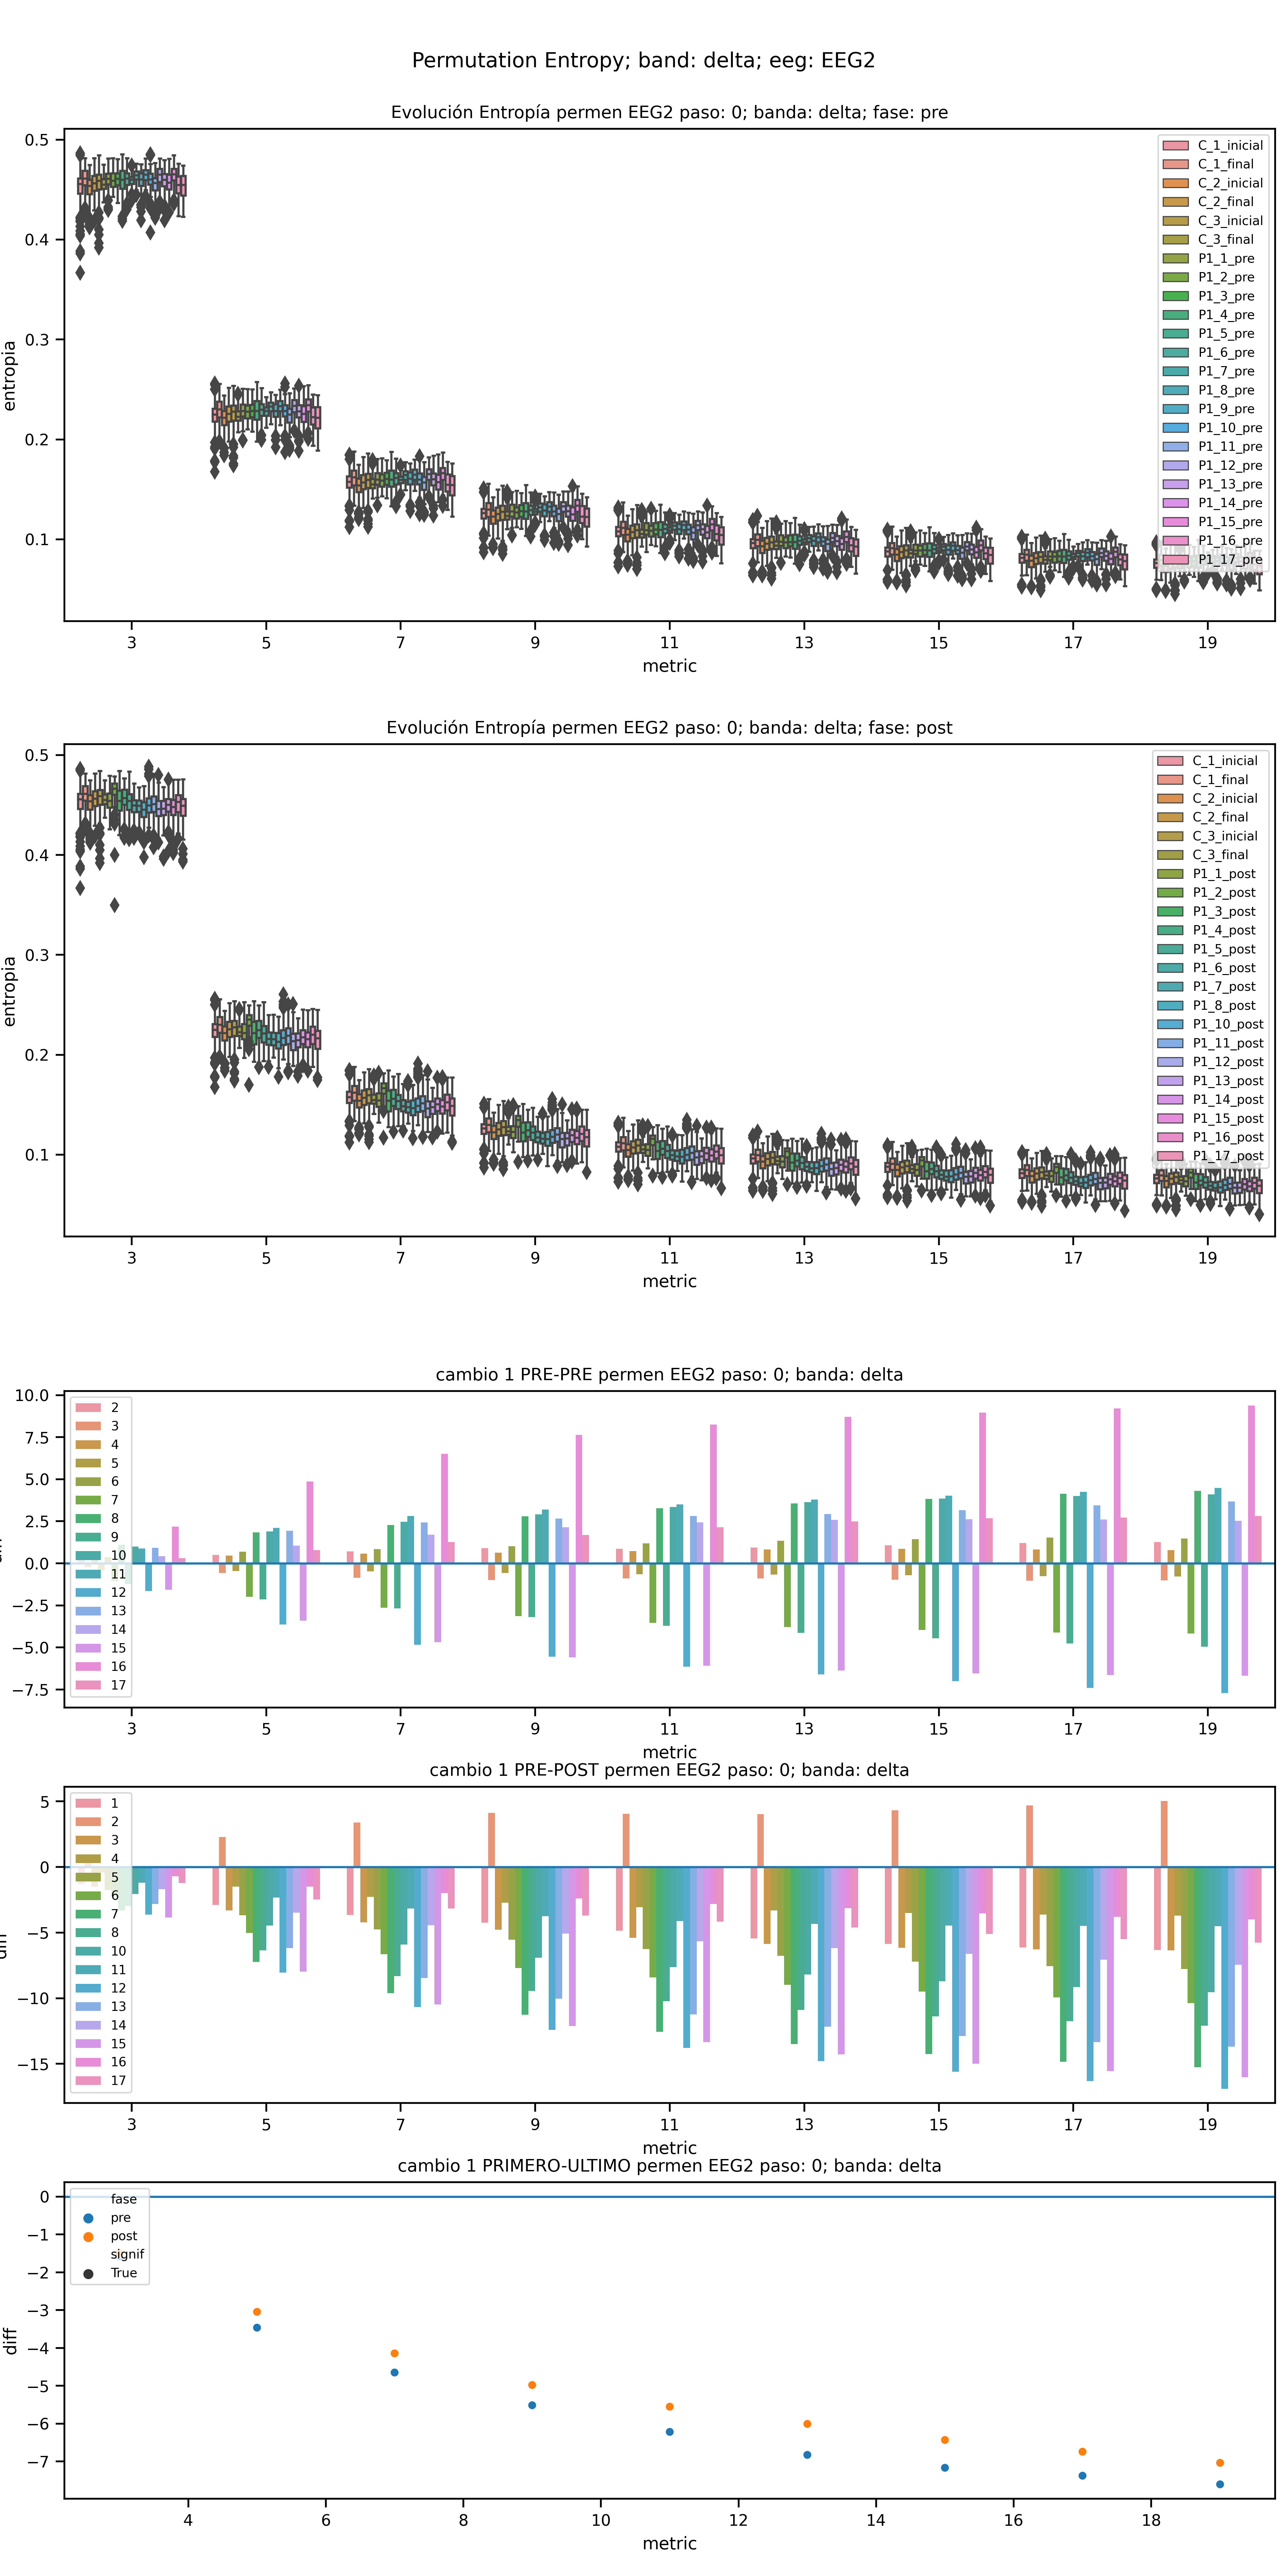 Permutation Entropy; band: delta; eeg: EEG2
Evolución Entropía permen EEG2 paso: 0; banda: delta; fase: pre
0.5
0.4
0.3
0.2
0.1
entropia
C_1_inicial
C_1_final
C_2_inicial
C_2_final
C_3_inicial
C_3_final
P1_1_pre
P1_2_pre
P1_3_pre
P1_4_pre
P1_5_pre
P1_6_pre
P1_7_pre
P1_8_pre
P1_9_pre
P1_10_pre
P1_11_pre
P1_12_pre
P1_13_pre
P1_14_pre
P1_15_pre
P1_16_pre
P1_17_pre
3 5 7 9 11 13 15 17 19
metric
Evolución Entropía permen EEG2 paso: 0; banda: delta; fase: post
0.5
0.4
0.3
0.2
0.1
entropia
C_1_inicial
C_1_final
C_2_inicial
C_2_final
C_3_inicial
C_3_final
P1_1_post
P1_2_post
P1_3_post
P1_4_post
P1_5_post
P1_6_post
P1_7_post
P1_8_post
P1_10_post
P1_11_post
P1_12_post
P1_13_post
P1_14_post
P1_15_post
P1_16_post
P1_17_post
3 5 7 9 11 13 15 17 19
metric
cambio 1 PRE-PRE permen EEG2 paso: 0; banda: delta
10.0
7.5
5.0
2.5
0.0
−2.5
−5.0
−7.5
2
3
4
5
6
7
8
9
10
11
12
13
14
15
16
17
3 5 7 9 11 13 15 17 19
metric
cambio 1 PRE-POST permen EEG2 paso: 0; banda: delta
5
0
−5
−10
−15
diff
1
2
3
4
5
6
7
8
10
11
12
13
14
15
16
17
3 5 7 9 11 13 15 17 19
metric
cambio 1 PRIMERO-ULTIMO permen EEG2 paso: 0; banda: delta
0
−1
−2
−3
−4
−5
−6
−7
diff
fase
pre
post
signif
True
4 6 8 10 12 14 16 18
metric